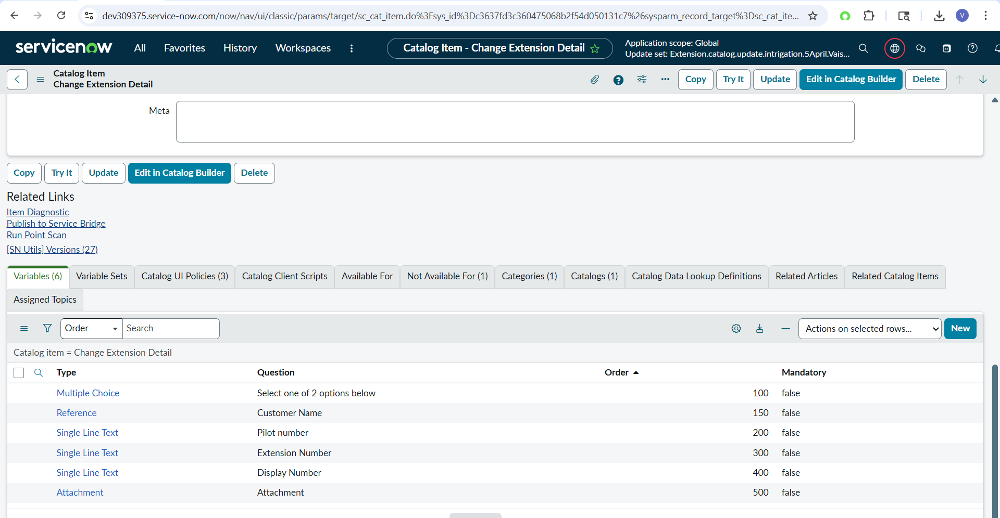 dev309375.service-now.com/now/nav/ui/classic/params/target/sc_cat_item.do%3Fsys_id%3Dc3637fd3c360475068b2f54d050131c7%26sysparm_record_target%3Dsc_cat_ite...
V
servicenow
All
Favorites
History
Workspaces
Catalog Item - Change Extension Detail
Application scope: Global
Update set: Extension.catalog.update.intrigation.5April.Vais...
Catalog Item
Change Extension Detail
Copy
Try It
Update
Edit in Catalog Builder
Delete
Meta
Copy
Try It
Update
Edit in Catalog Builder
Delete
Related Links
Item Diagnostic
Publish to Service Bridge
Run Point Scan
[SN Utils] Versions (27)
Variables (6)
Variable Sets
Catalog UI Policies (3)
Catalog Client Scripts
Available For
Not Available For (1)
Categories (1)
Catalogs (1)
Catalog Data Lookup Definitions
Related Articles
Related Catalog Items
Assigned Topics
Order
Search
Actions on selected rows...
New
Catalog item = Change Extension Detail
Type Question Order Mandatory
Multiple Choice Select one of 2 options below 100 false
Reference Customer Name 150 false
Single Line Text Pilot number 200 false
Single Line Text Extension Number 300 false
Single Line Text Display Number 400 false
Attachment Attachment 500 false